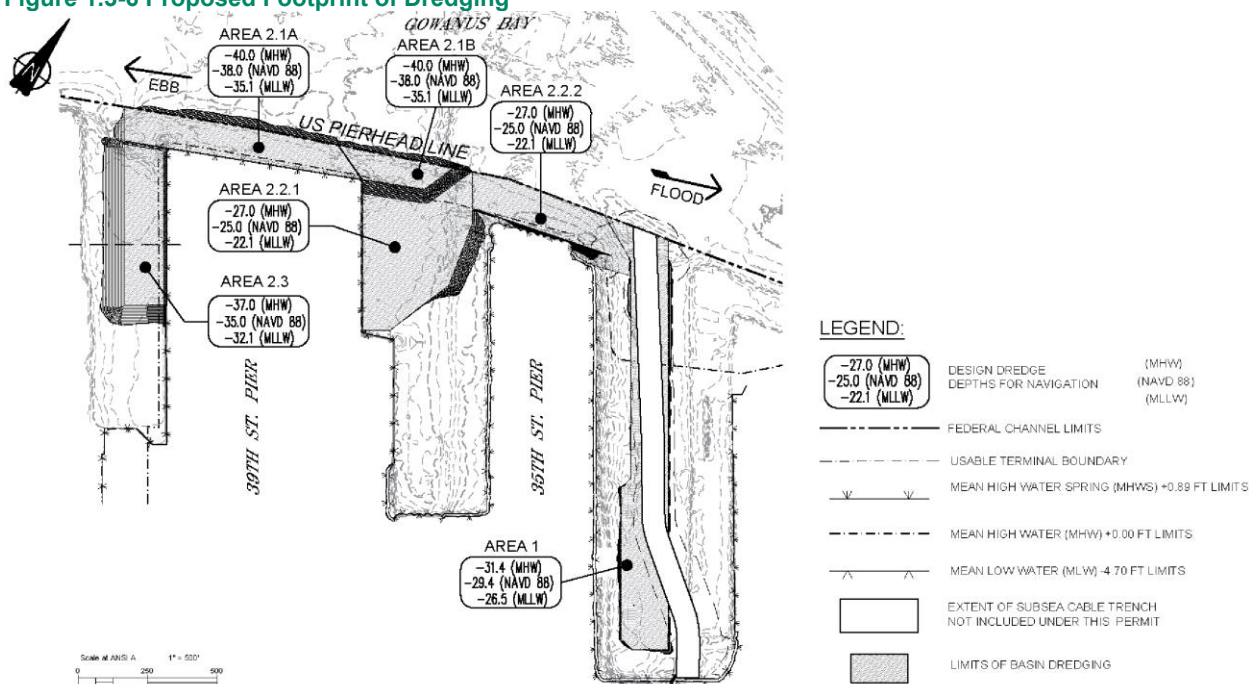 Figure 1.5-6 Proposed Footprint of Dredging
GOWANUS BAY
N
EBB
AREA 2.1A
-40.0 (MHW)
-38.0 (NAVD 88)
-35.1 (MLLW)
AREA 2.1B
-40.0 (MHW)
-38.0 (NAVD 88)
-35.1 (MLLW)
AREA 2.2.2
-27.0 (MHW)
-25.0 (NAVD 88)
-22.1 (MLLW)
US PIERHEAD LINE
FLOOD
AREA 2.2.1
-27.0 (MHW)
-25.0 (NAVD 88)
-22.1 (MLLW)
AREA 2.3
-37.0 (MHW)
-35.0 (NAVD 88)
-32.1 (MLLW)
39TH ST. PIER
35TH ST. PIER
AREA 1
-31.4 (MHW)
-29.4 (NAVD 88)
-26.5 (MLLW)
Scale at ANSI A 1" = 500'
0 250 500
LEGEND:
-27.0 (MHW)
-25.0 (NAVD 88)
-22.1 (MLLW)
DESIGN DREDGE
DEPTHS FOR NAVIGATION
(MHW)
(NAVD 88)
(MLLW)
FEDERAL CHANNEL LIMITS
USABLE TERMINAL BOUNDARY
MEAN HIGH WATER SPRING (MHWS) +0.89 FT LIMITS
MEAN HIGH WATER (MHW) +0.00 FT LIMITS
MEAN LOW WATER (MLW) -4.70 FT LIMITS
EXTENT OF SUBSEA CABLE TRENCH
NOT INCLUDED UNDER THIS PERMIT
LIMITS OF BASIN DREDGING